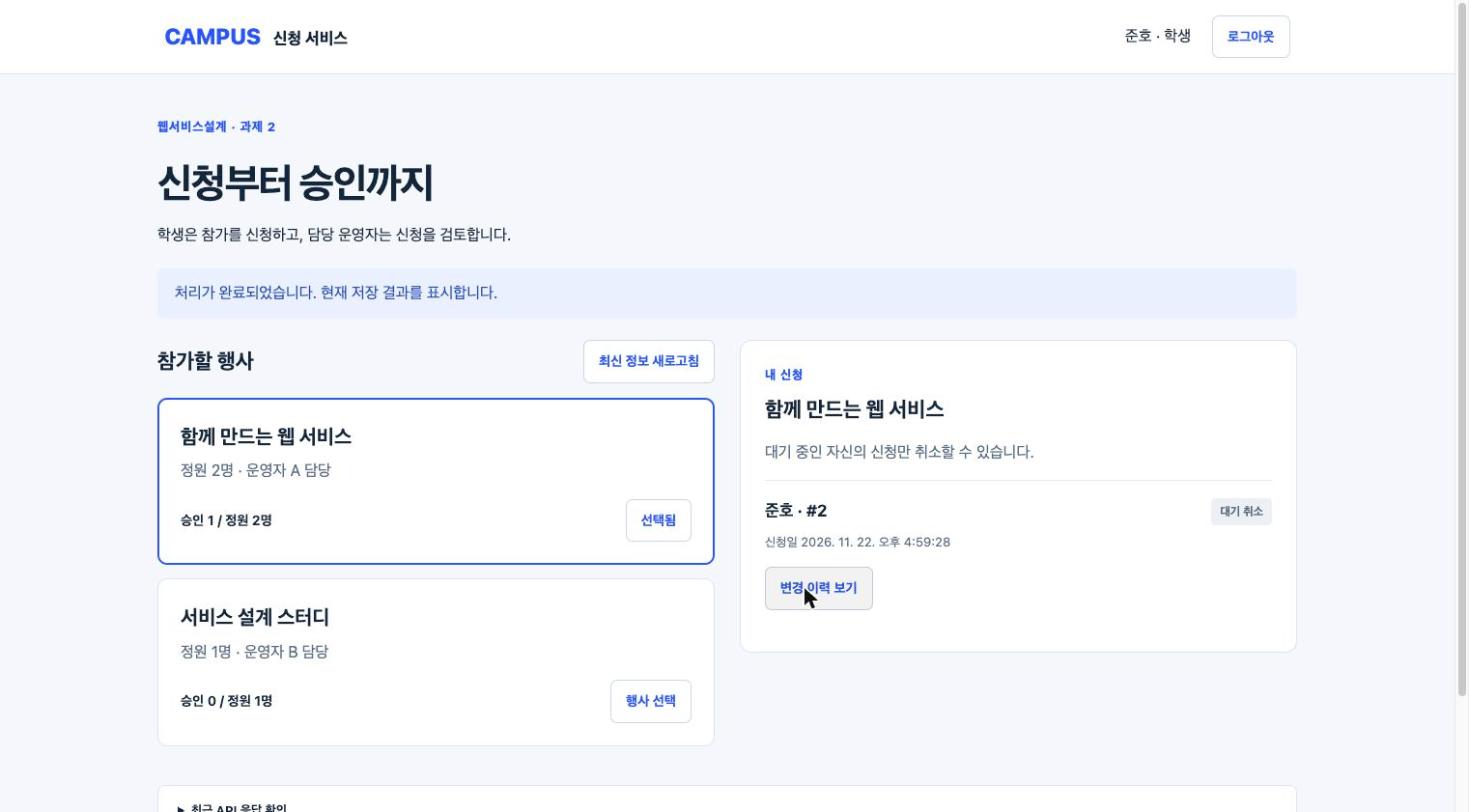 CAMPUS 신청 서비스
준호 · 학생
로그아웃
웹서비스설계 · 과제 2
신청부터 승인까지
학생은 참가를 신청하고, 담당 운영자는 신청을 검토합니다.
처리가 완료되었습니다. 현재 저장 결과를 표시합니다.
참가할 행사
최신 정보 새로고침
함께 만드는 웹 서비스
정원 2명 · 운영자 A 담당
승인 1 / 정원 2명
선택됨
서비스 설계 스터디
정원 1명 · 운영자 B 담당
승인 0 / 정원 1명
행사 선택
내 신청
함께 만드는 웹 서비스
대기 중인 자신의 신청만 취소할 수 있습니다.
준호 · #2
대기 취소
신청일 2026. 11. 22. 오후 4:59:28
변경 이력 보기
▶ 최근 API 응답 확인